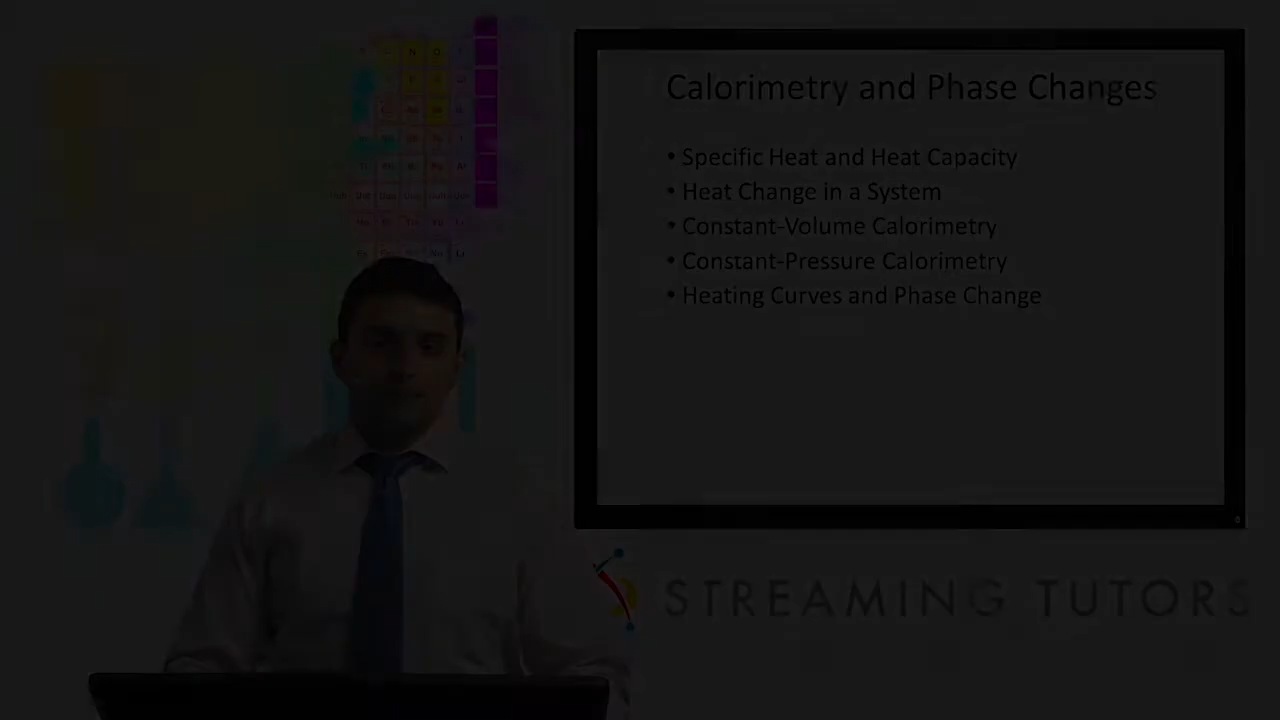 Calorimetry and Phase Changes
• Specific Heat and Heat Capacity
• Heat Change in a System
• Constant-Volume Calorimetry
• Constant-Pressure Calorimetry
• Heating Curves and Phase Change
STREAMING TUTORS